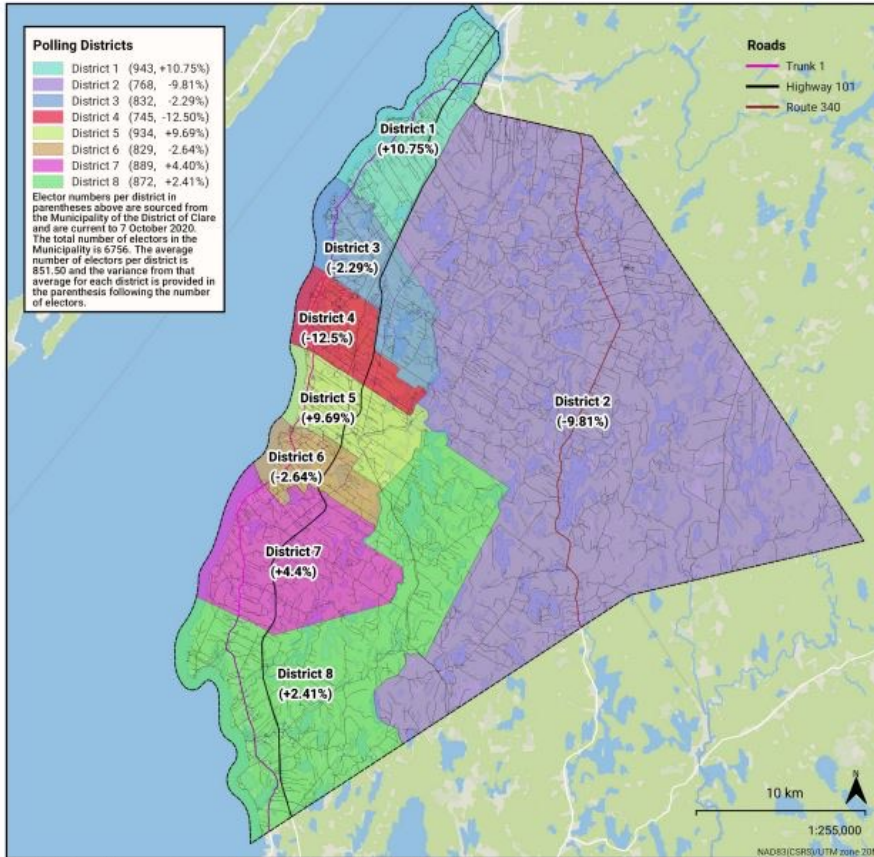 Polling Districts
District 1 (943, +10.75%)
District 2 (768, -9.81%)
District 3 (832, -2.29%)
District 4 (745, -12.50%)
District 5 (934, +9.69%)
District 6 (829, -2.64%)
District 7 (889, +4.40%)
District 8 (872, +2.41%)
Elector numbers per district in
parentheses above are sourced from
the Municipality of the District of Clare
and are current to 7 October 2020.
The total number of electors in the
Municipality is 6756. The average
number of electors per district is
851.50 and the variance from that
average for each district is provided in
the parenthesis following the number
of electors.
Roads
Trunk 1
Highway 101
Route 340
District 1
(+10.75%)
District 3
(-2.29%)
District 4
(-12.5%)
District 5
(+9.69%)
District 2
(-9.81%)
District 6
(-2.64%)
District 7
(+4.4%)
District 8
(+2.41%)
N
10 km
1:255,000
NAD83(CSRS)/UTM zone